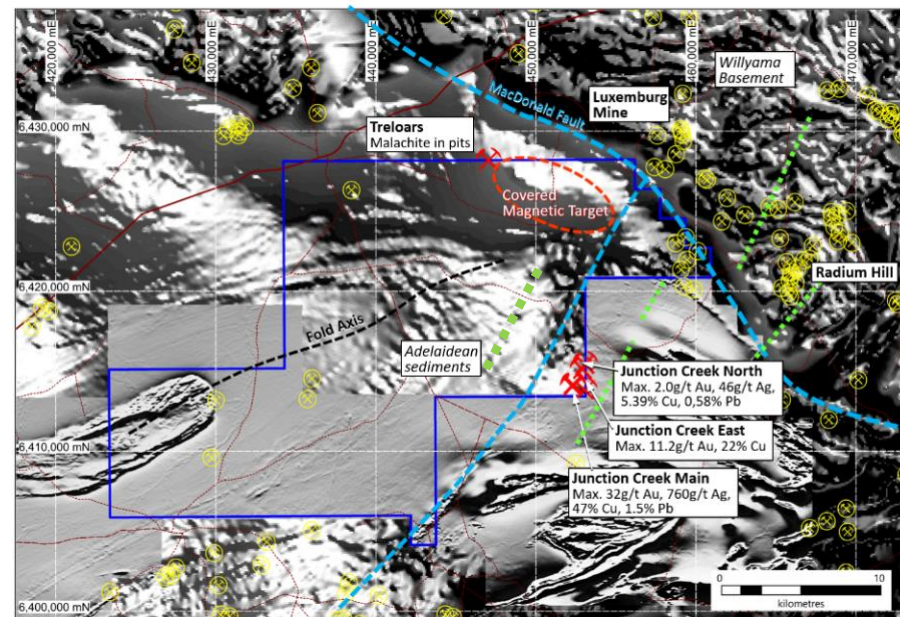 420,000 mE
430,000 mE
440,000 mE
450,000 mE
460,000 mE
470,000 mE
6,430,000 mN
6,420,000 mN
6,410,000 mN
6,400,000 mN
MacDonald Fault
Willyama
Basement
Luxemburg
Mine
Treloars
Malachite in pits
Covered
Magnetic Target
Radium Hill
Fold Axis
Adelaidean
sediments
Junction Creek North
Max. 2.0g/t Au, 46g/t Ag,
5.39% Cu, 0,58% Pb
Junction Creek East
Max. 11.2g/t Au, 22% Cu
Junction Creek Main
Max. 32g/t Au, 760g/t Ag,
47% Cu, 1.5% Pb
0 10
kilometres